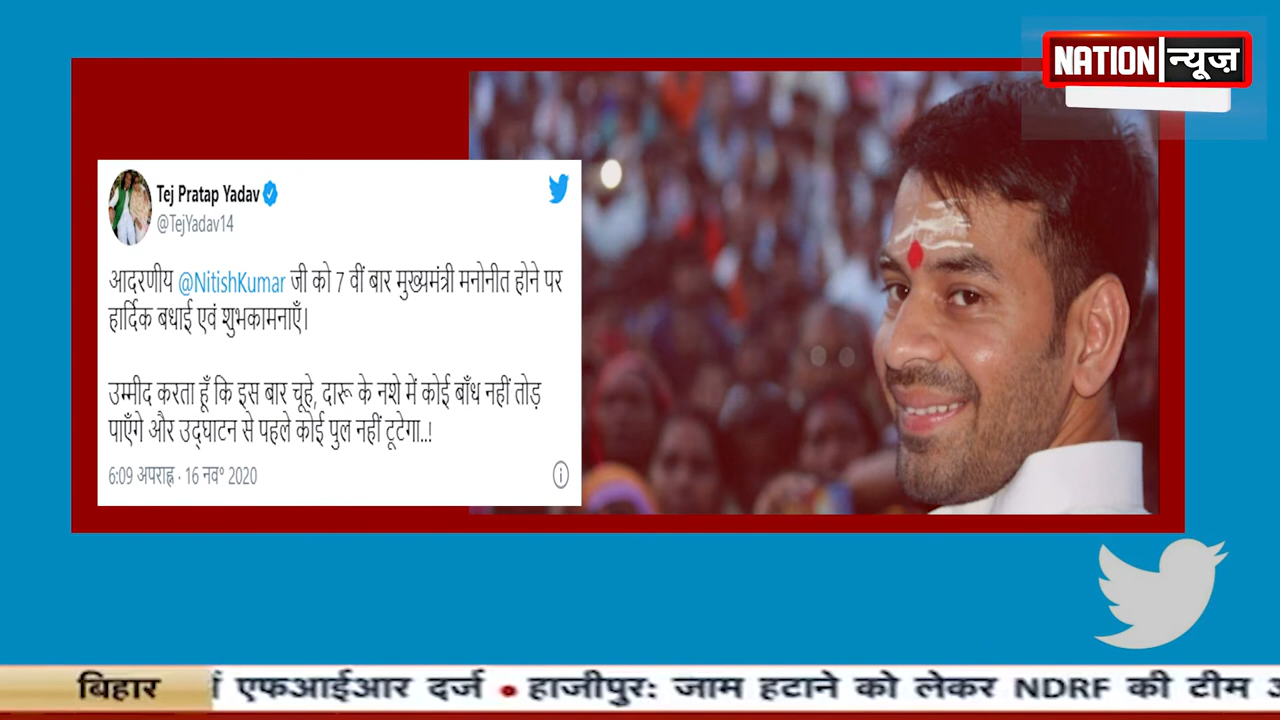 NATION न्यूज़
Tej Pratap Yadav
@TejYadav14
आदरणीय @NitishKumar जी को 7 वीं बार मुख्यमंत्री मनोनीत होने पर
हार्दिक बधाई एवं शुभकामनाएँ।
उम्मीद करता हूँ कि इस बार चूहे, दारू के नशे में कोई बाँध नहीं तोड़
पाएँगे और उद्घाटन से पहले कोई पुल नहीं टूटेगा..!
6:09 अपराह्न · 16 नव॰ 2020
बिहार
एफआईआर दर्ज • हाजीपुर: जाम हटाने को लेकर NDRF की टीम